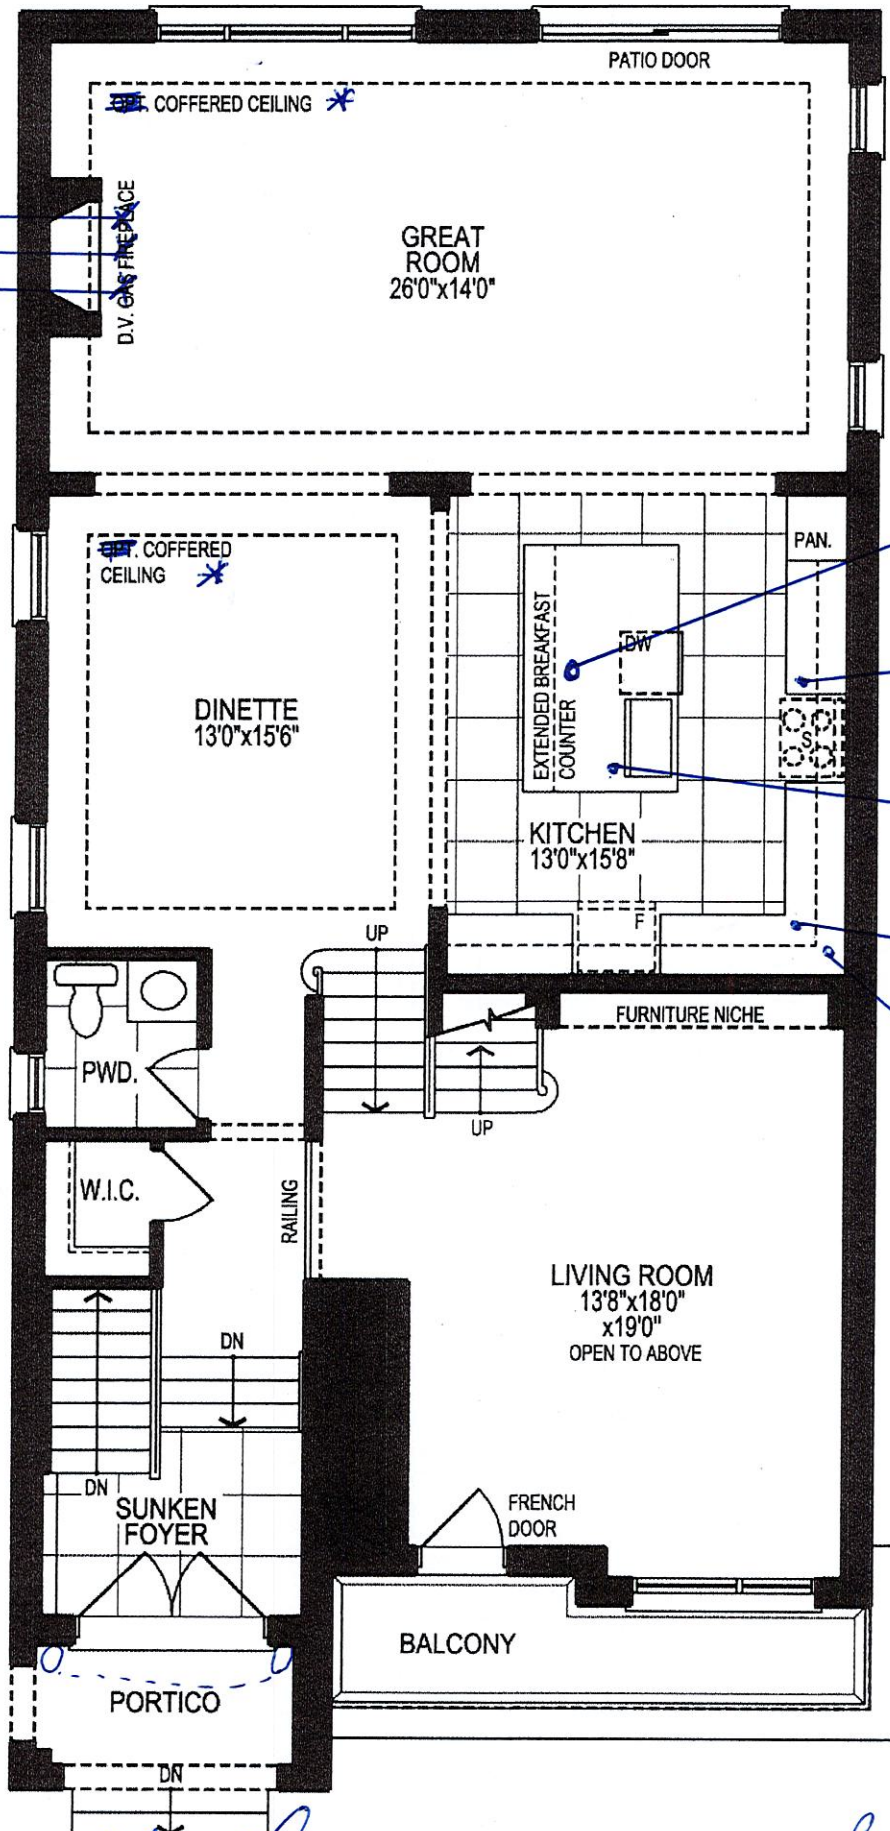 PATIO DOOR
OPT. COFFERED CEILING
D.V. GAS FIREPLACE
GREAT
ROOM
26'0"x14'0"
OPT. COFFERED
CEILING
PAN.
DW
EXTENDED BREAKFAST
COUNTER
DINETTE
13'0"x15'6"
S
KITCHEN
13'0"x15'8"
F
UP
FURNITURE NICHE
PWD.
UP
W.I.C.
RAILING
LIVING ROOM
13'8"x18'0"
x19'0"
OPEN TO ABOVE
DN
DN
SUNKEN
FOYER
FRENCH
DOOR
BALCONY
PORTICO
DN